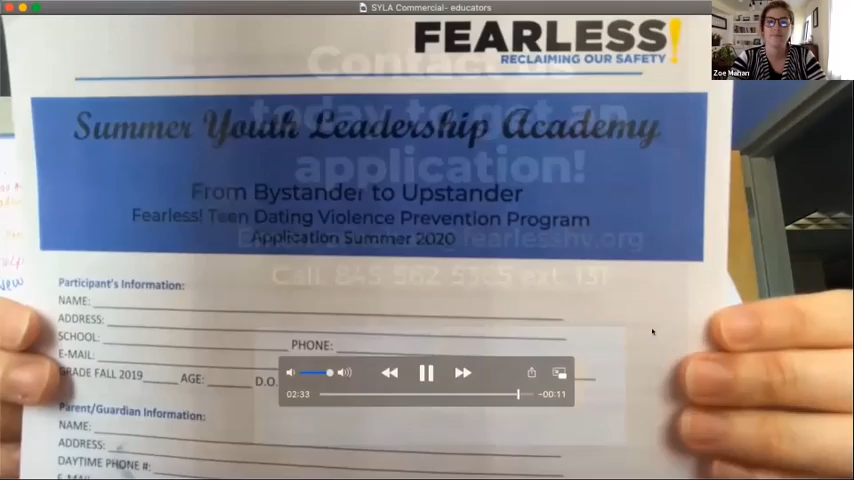 SYLA Commercial- educators
FEARLESS!
RECLAIMING OUR SAFETY
Zoe Mahan
Contact us
today to get an
application!
Summer Youth Leadership Academy
From Bystander to Upstander
Fearless! Teen Dating Violence Prevention Program
Application Summer 2020
fearlesshv.org
Call 845-562-5365 ext. 131
Participant's Information:
NAME:
ADDRESS:
SCHOOL:
PHONE:
E-MAIL:
GRADE FALL 2019 AGE: D.O.
02:33
-00:11
Parent/Guardian Information:
NAME:
ADDRESS:
DAYTIME PHONE #:
E-MAIL